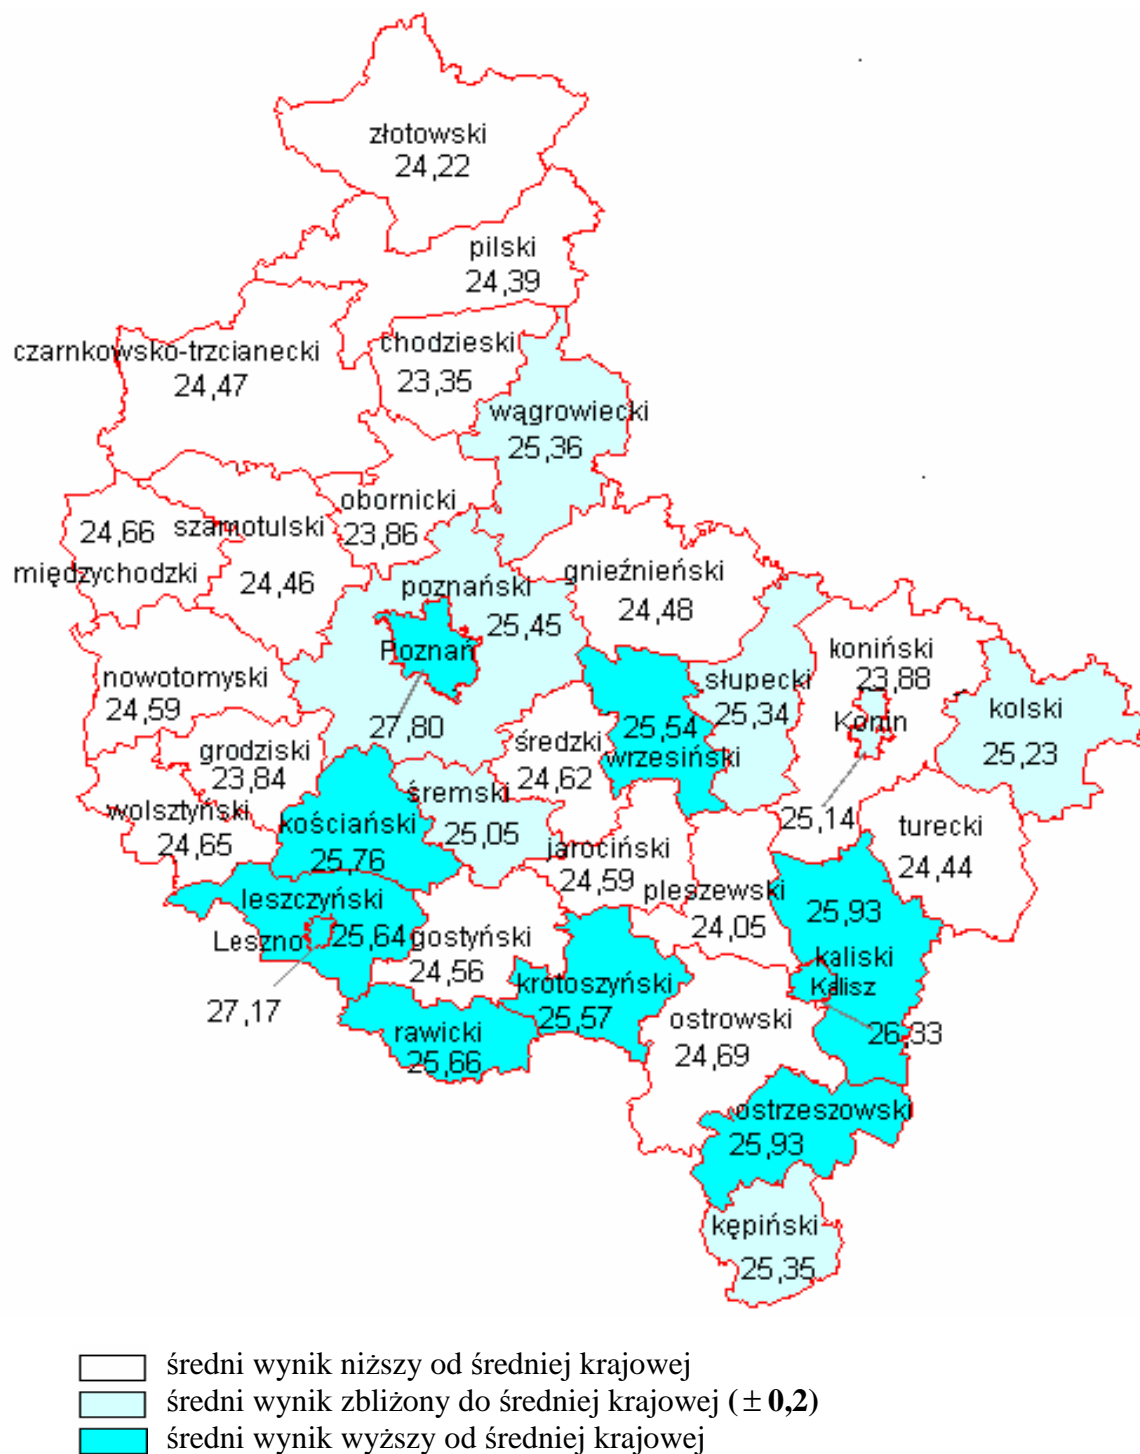 złotowski
24,22
pilski
24,39
czarnkowsko-trzcianecki
24,47
chodzieski
23,35
wągrowiecki
25,36
obornicki
23,86
szamotulski
24,46
24,66
międzychodzki
gnieźnieński
24,48
poznański
25,45
Poznań
27,80
nowotomyski
24,59
grodziski
23,84
wolsztyński
24,65
średzki
24,62
25,54
wrzesiński
słupecki
25,34
koniński
23,88
Konin
25,14
kolski
25,23
kościański
25,76
śremski
25,05
jarociński
24,59
pleszewski
24,05
turecki
24,44
leszczyński
25,64
Leszno
27,17
gostyński
24,56
krotoszyński
25,57
25,93
kaliski
Kalisz
26,33
rawicki
25,66
ostrowski
24,69
ostrzeszowski
25,93
kępiński
25,35
średni wynik niższy od średniej krajowej
średni wynik zbliżony do średniej krajowej (± 0,2)
średni wynik wyższy od średniej krajowej